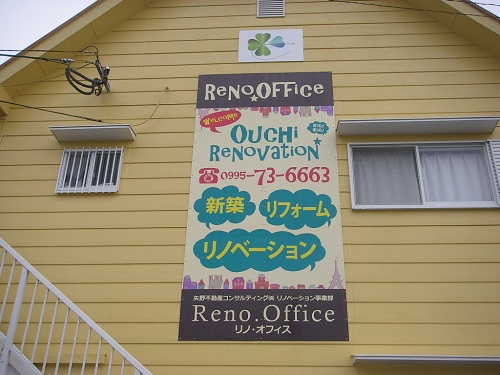 Reno.Office
Welcome
Ouchi
Renovation
☎0995-73-6663
新築
リフォーム
リノベーション
矢野不動産コンサルティング㈱ リノベーション事業部
Reno.Office
リノ・オフィス